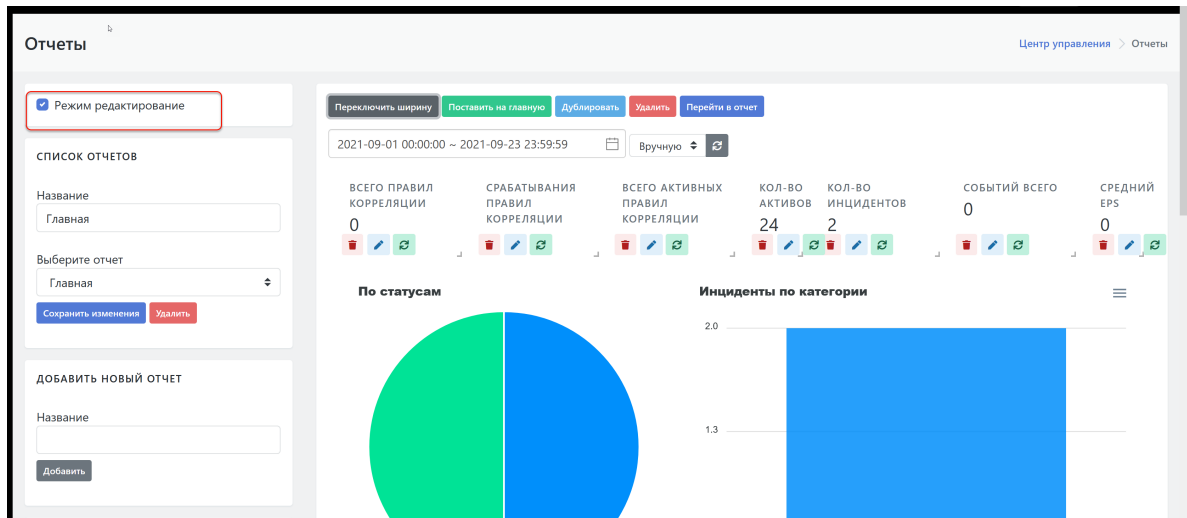 Отчеты
Центр управления > Отчеты
Режим редактирование
СПИСОК ОТЧЕТОВ
Название
Главная
Выберите отчет
Главная
Сохранить изменения Удалить
ДОБАВИТЬ НОВЫЙ ОТЧЕТ
Название
Добавить
Переключить ширину Поставить на главную Дублировать Удалить Перейти в отчет
2021-09-01 00:00:00 ~ 2021-09-23 23:59:59 Вручную
ВСЕГО ПРАВИЛ
КОРРЕЛЯЦИИ
0
СРАБАТЫВАНИЯ
ПРАВИЛ
КОРРЕЛЯЦИИ
ВСЕГО АКТИВНЫХ
ПРАВИЛ
КОРРЕЛЯЦИИ
КОЛ-ВО
АКТИВОВ
24
КОЛ-ВО
ИНЦИДЕНТОВ
2
СОБЫТИЙ ВСЕГО
0
СРЕДНИЙ
EPS
0
По статусам
Инциденты по категории
2.0
1.3